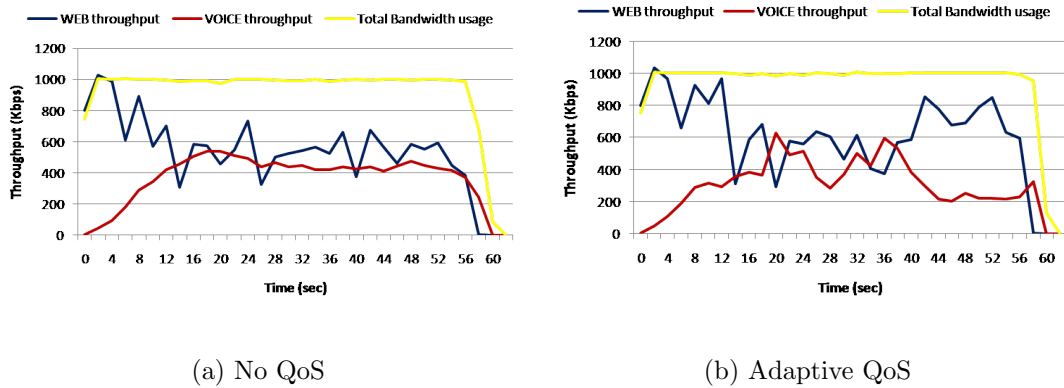 WEB throughput VOICE throughput Total Bandwidth usage
Throughput (Kbps)
1200
1000
800
600
400
200
0
0 4 8 12 16 20 24 28 32 36 40 44 48 52 56 60
Time (sec)
(a) No QoS
WEB throughput VOICE throughput Total Bandwidth usage
Throughput (Kbps)
1200
1000
800
600
400
200
0
0 4 8 12 16 20 24 28 32 36 40 44 48 52 56 60
Time (sec)
(b) Adaptive QoS